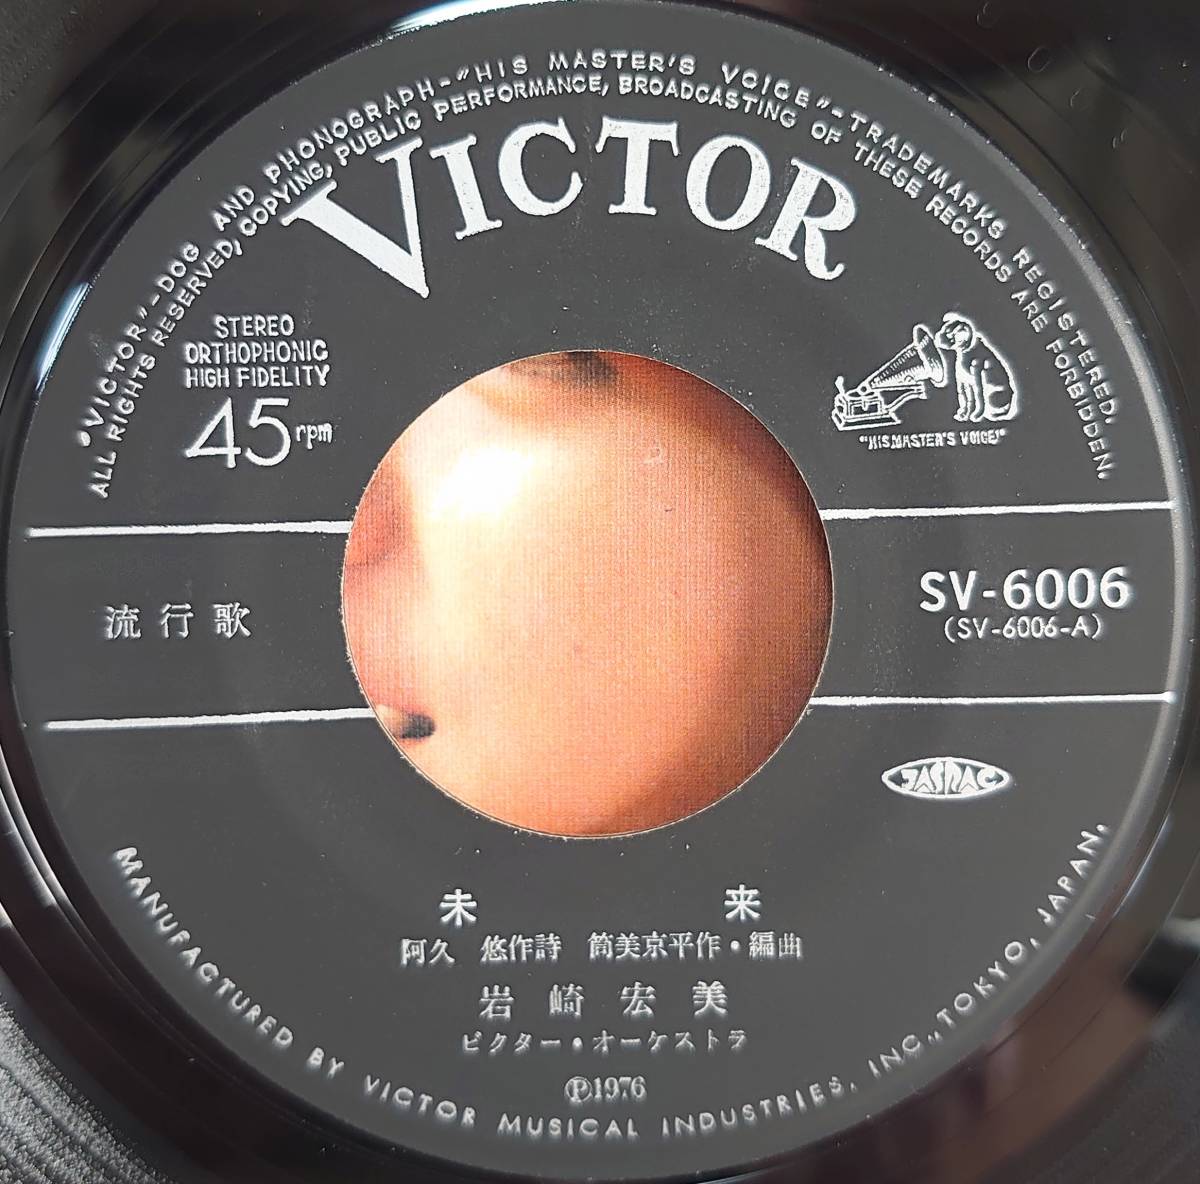 "VICTOR"-DOG AND PHONOGRAPH-"HIS MASTER'S VOICE"-TRADEMARKS REGISTERED.
ALL RIGHTS RESERVED, COPYING, PUBLIC PERFORMANCE, BROADCASTING OF THESE RECORDS ARE FORBIDDEN.
VICTOR
STEREO
ORTHOPHONIC
HIGH FIDELITY
45 rpm
"HIS MASTER'S VOICE"
流行歌
SV-6006
(SV-6006-A)
JASRAC
未 来
阿久 悠作詩 筒美京平作・編曲
岩崎宏美
ビクター・オーケストラ
Ⓟ1976
MANUFACTURED BY VICTOR MUSICAL INDUSTRIES, INC., TOKYO, JAPAN.